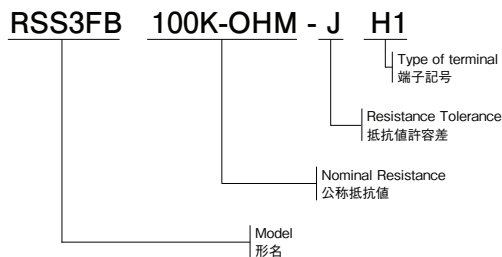 RSS3FB 100K-OHM - J H1
Type of terminal
端子記号
Resistance Tolerance
抵抗値許容差
Nominal Resistance
公称抵抗値
Model
形名